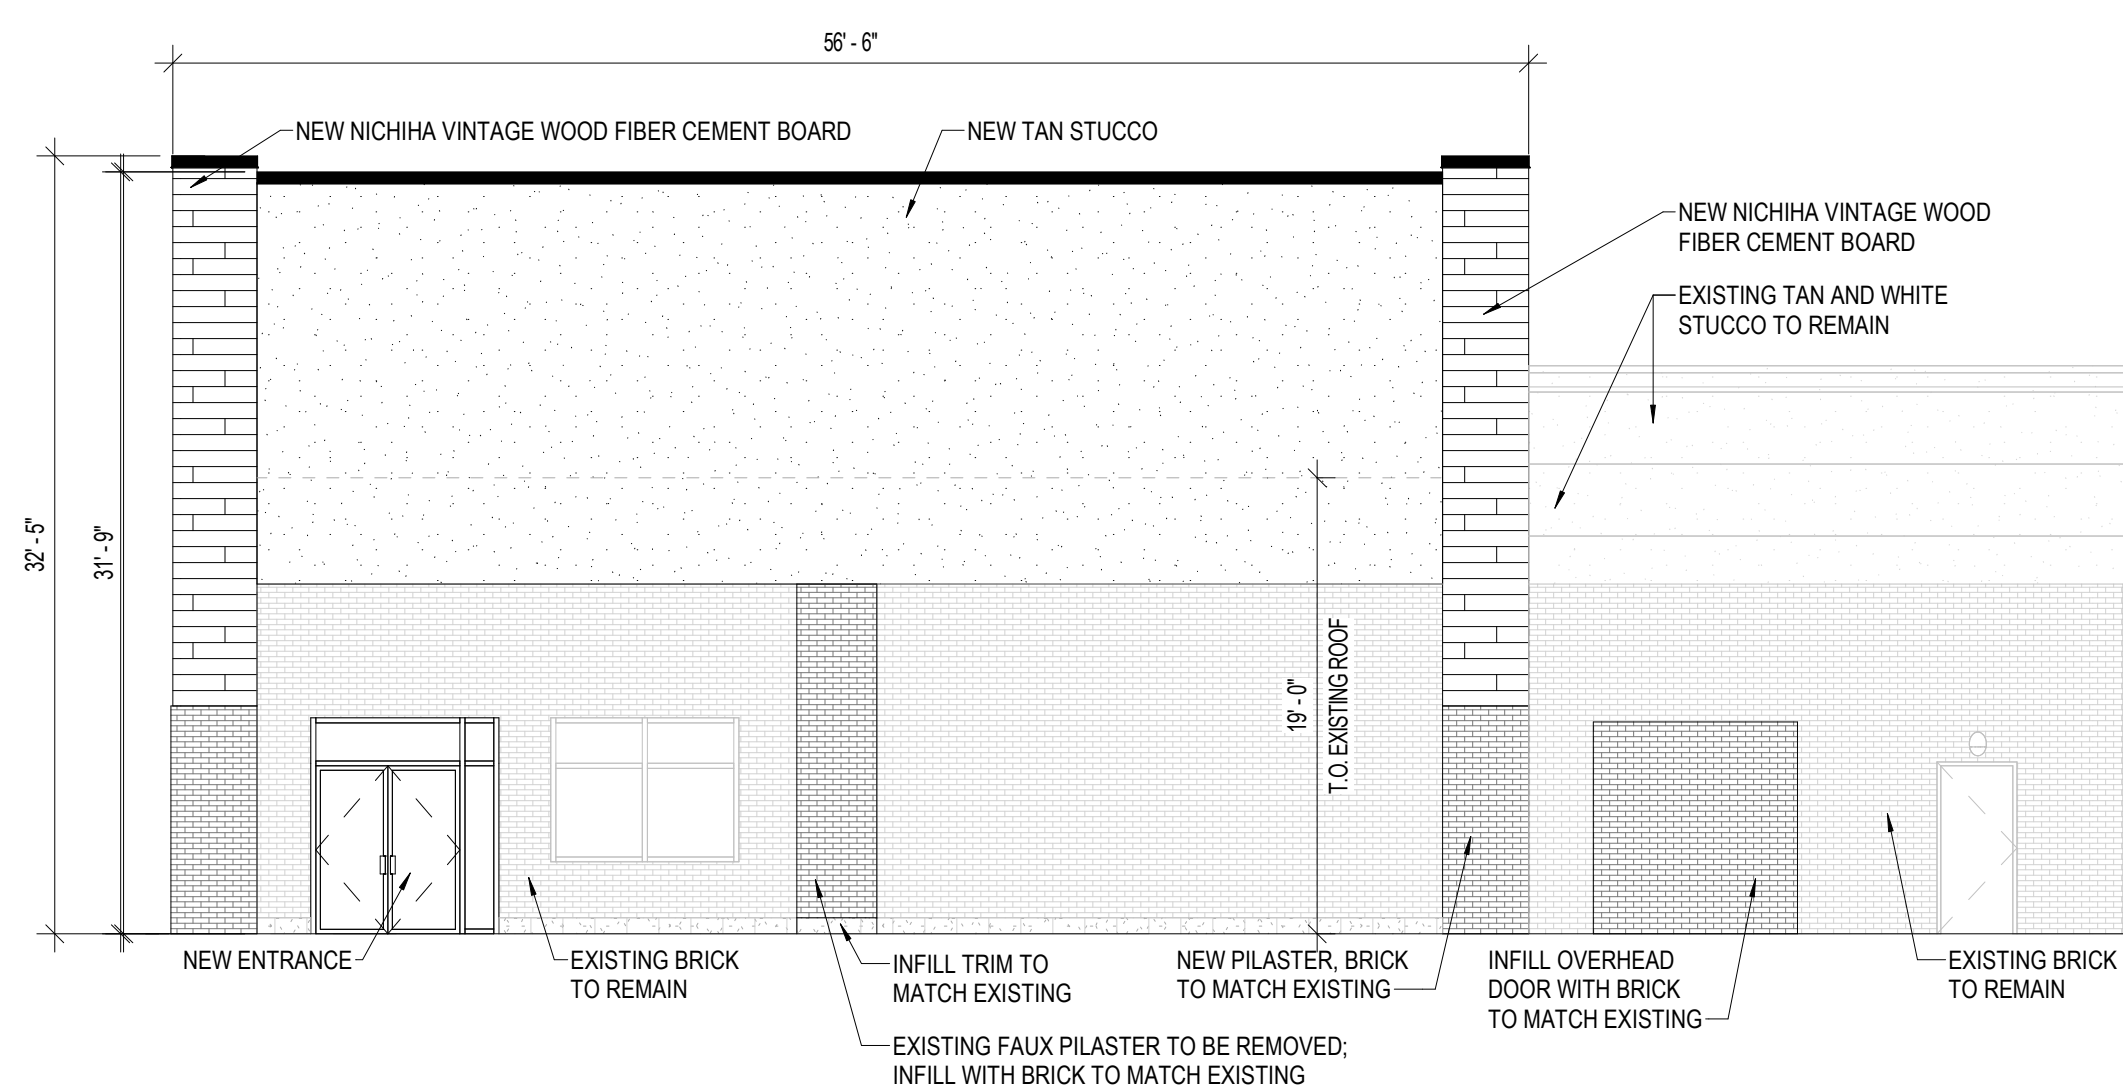 56' - 6"
NEW NICHIHA VINTAGE WOOD FIBER CEMENT BOARD
NEW TAN STUCCO
NEW NICHIHA VINTAGE WOOD
FIBER CEMENT BOARD
EXISTING TAN AND WHITE
STUCCO TO REMAIN
32' - 5"
31' - 9"
19' - 0"
T.O. EXISTING ROOF
NEW ENTRANCE
EXISTING BRICK
TO REMAIN
INFILL TRIM TO
MATCH EXISTING
EXISTING FAUX PILASTER TO BE REMOVED;
INFILL WITH BRICK TO MATCH EXISTING
NEW PILASTER, BRICK
TO MATCH EXISTING
INFILL OVERHEAD
DOOR WITH BRICK
TO MATCH EXISTING
EXISTING BRICK
TO REMAIN